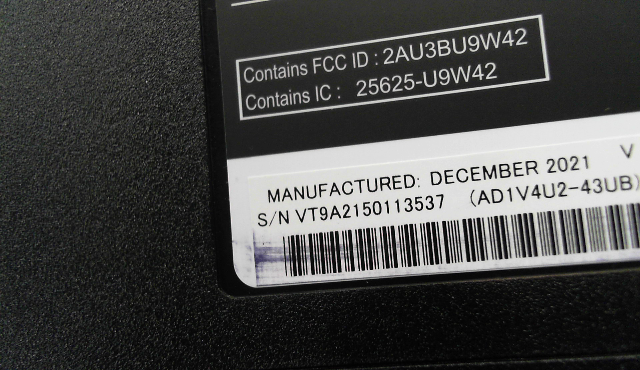 Contains FCC ID : 2AU3BU9W42
Contains IC : 25625-U9W42
MANUFACTURED: DECEMBER 2021 V
S/N VT9A2150113537 (AD1V4U2-43UB)